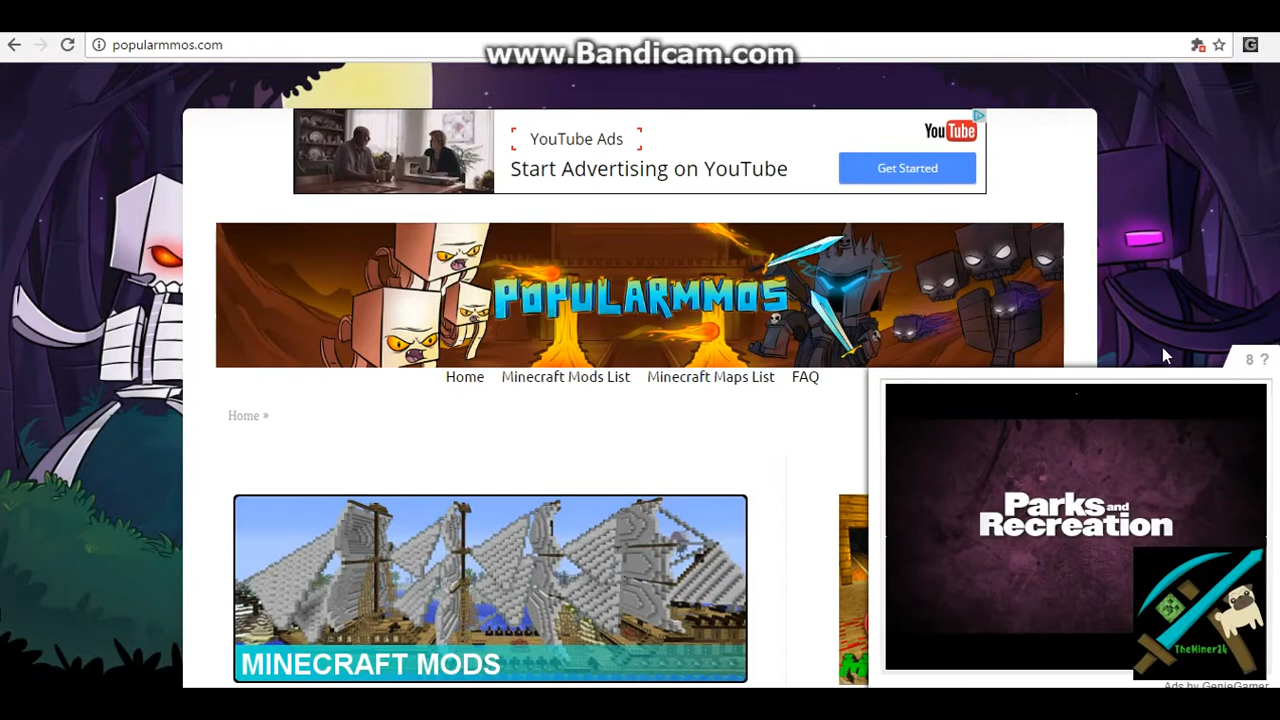 www.Bandicam.com
popularmmos.com
G
YouTube Ads
Start Advertising on YouTube
YouTube
Get Started
POPULARMMOS
Home Minecraft Mods List Minecraft Maps List FAQ
Home »
8 ?
Parks and
Recreation
TheMiner24
MINECRAFT MODS
M
Ads by GenieGamer